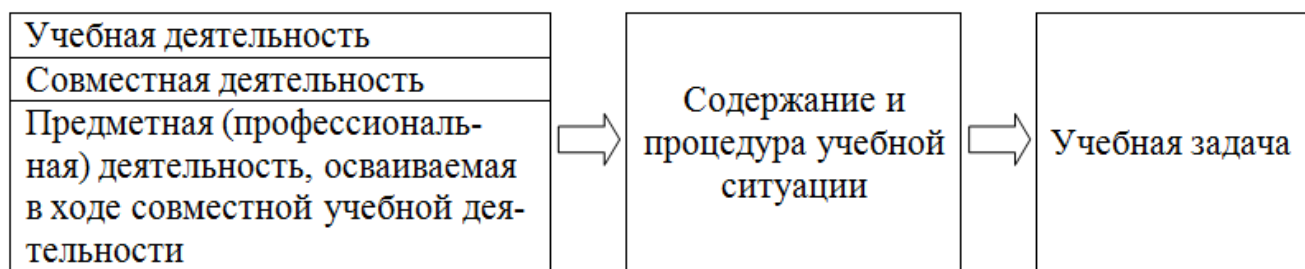 Учебная деятельность
Совместная деятельность
Предметная (профессиональ-
ная) деятельность, осваиваемая
в ходе совместной учебной дея-
тельности
Содержание и
процедура учебной
ситуации
Учебная задача